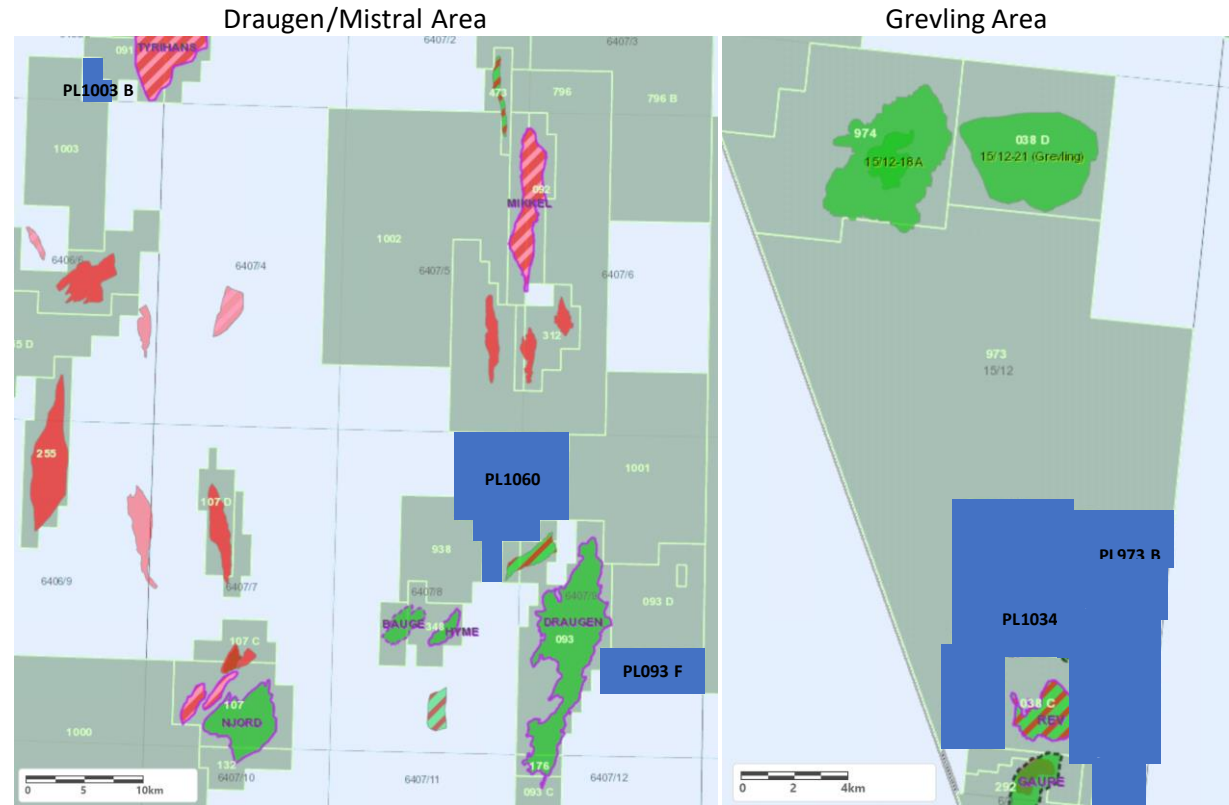 Draugen/Mistral Area
Grevling Area
6407/2
6407/3
091
TYRIHANS
PL1003 B
473
796
796 B
1003
092
MIKKEL
1002
6406/6
6407/4
6407/5
6407/6
312
255
PL1060
1001
107 D
938
6406/9
6407/7
6407/8
093 D
BAUGE
348
HYME
DRAUGEN
093
107 C
PL093 F
107
NJORD
1000
132
6407/10
6407/11
176
6407/12
093 C
0
5
10km
974
15/12-18A
038 D
15/12-21 (Grevling)
973
15/12
PL973 B
PL1034
038 C
REV
GAURE
292
0
2
4km